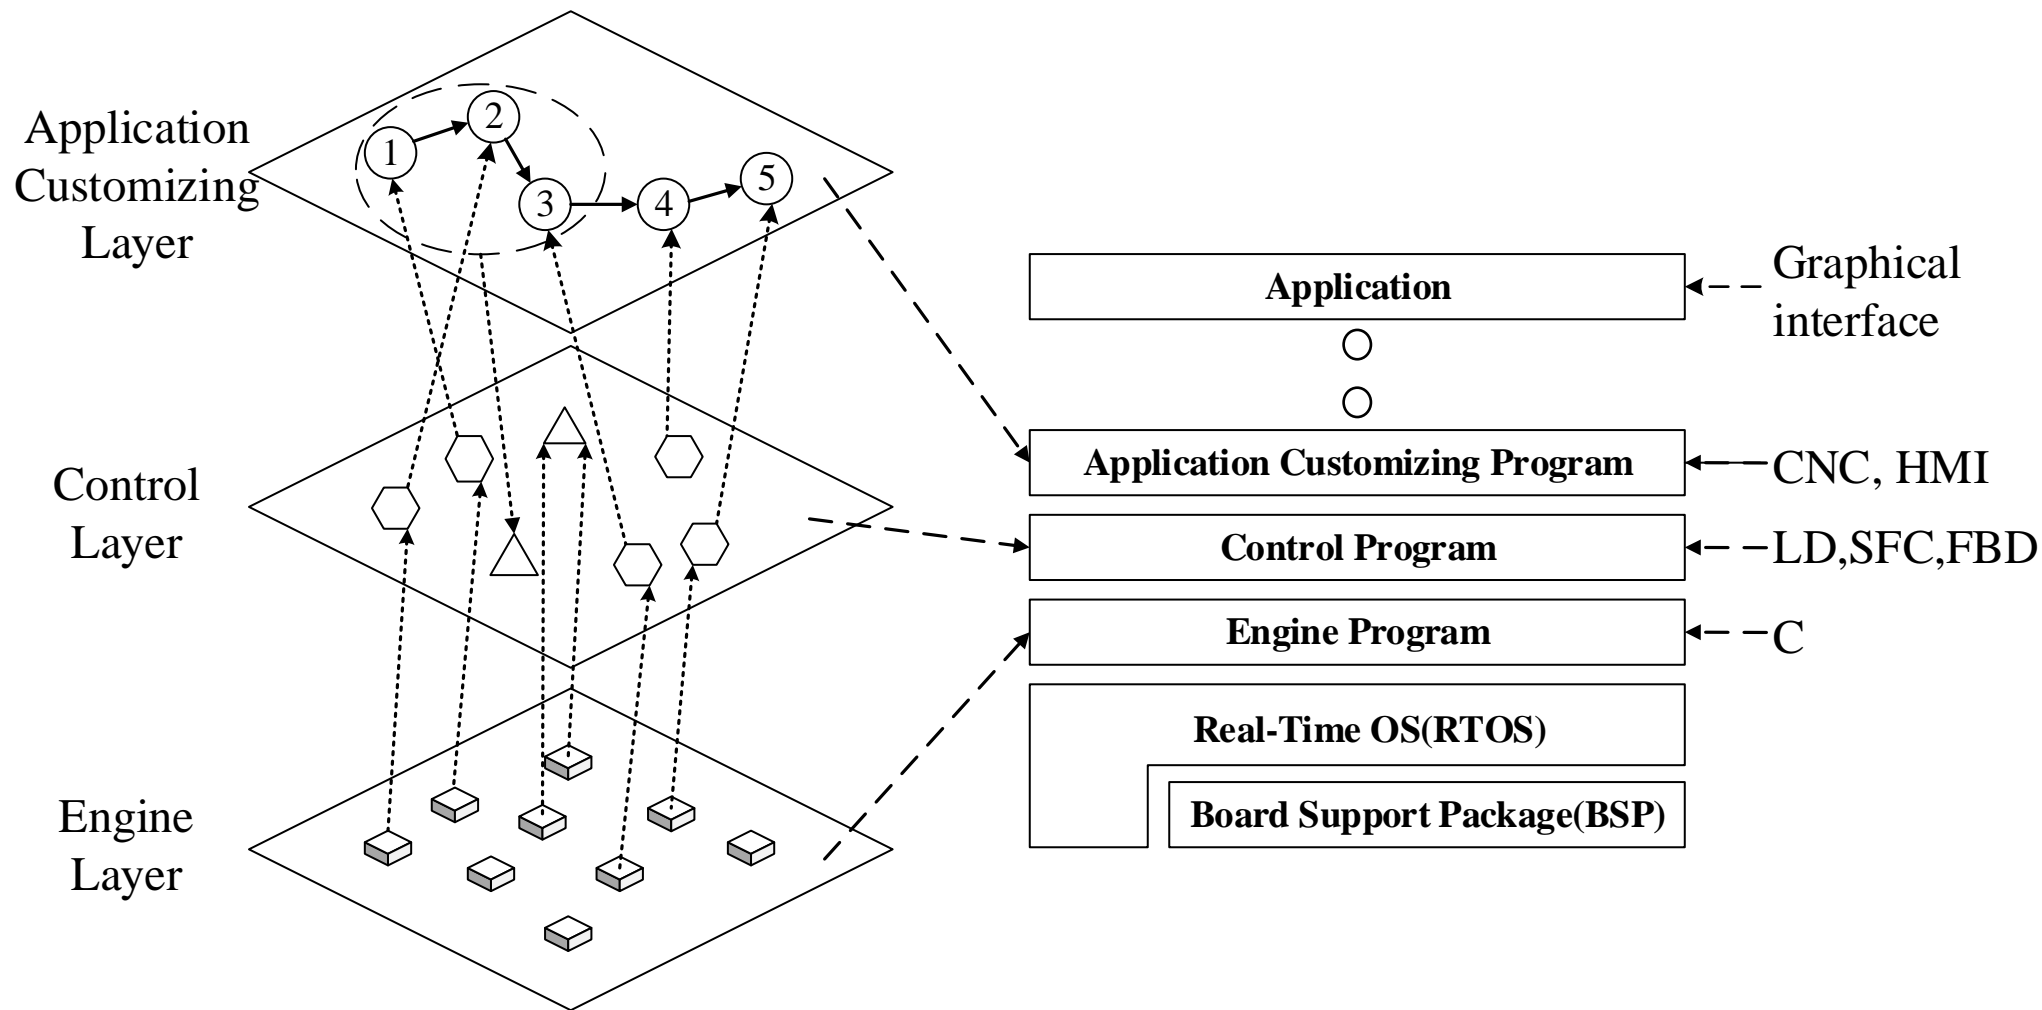 Application
Customizing
Layer
1
2
3
4
5
Control
Layer
Engine
Layer
Application
Graphical
interface
Application Customizing Program
CNC, HMI
Control Program
LD,SFC,FBD
Engine Program
C
Real-Time OS(RTOS)
Board Support Package(BSP)